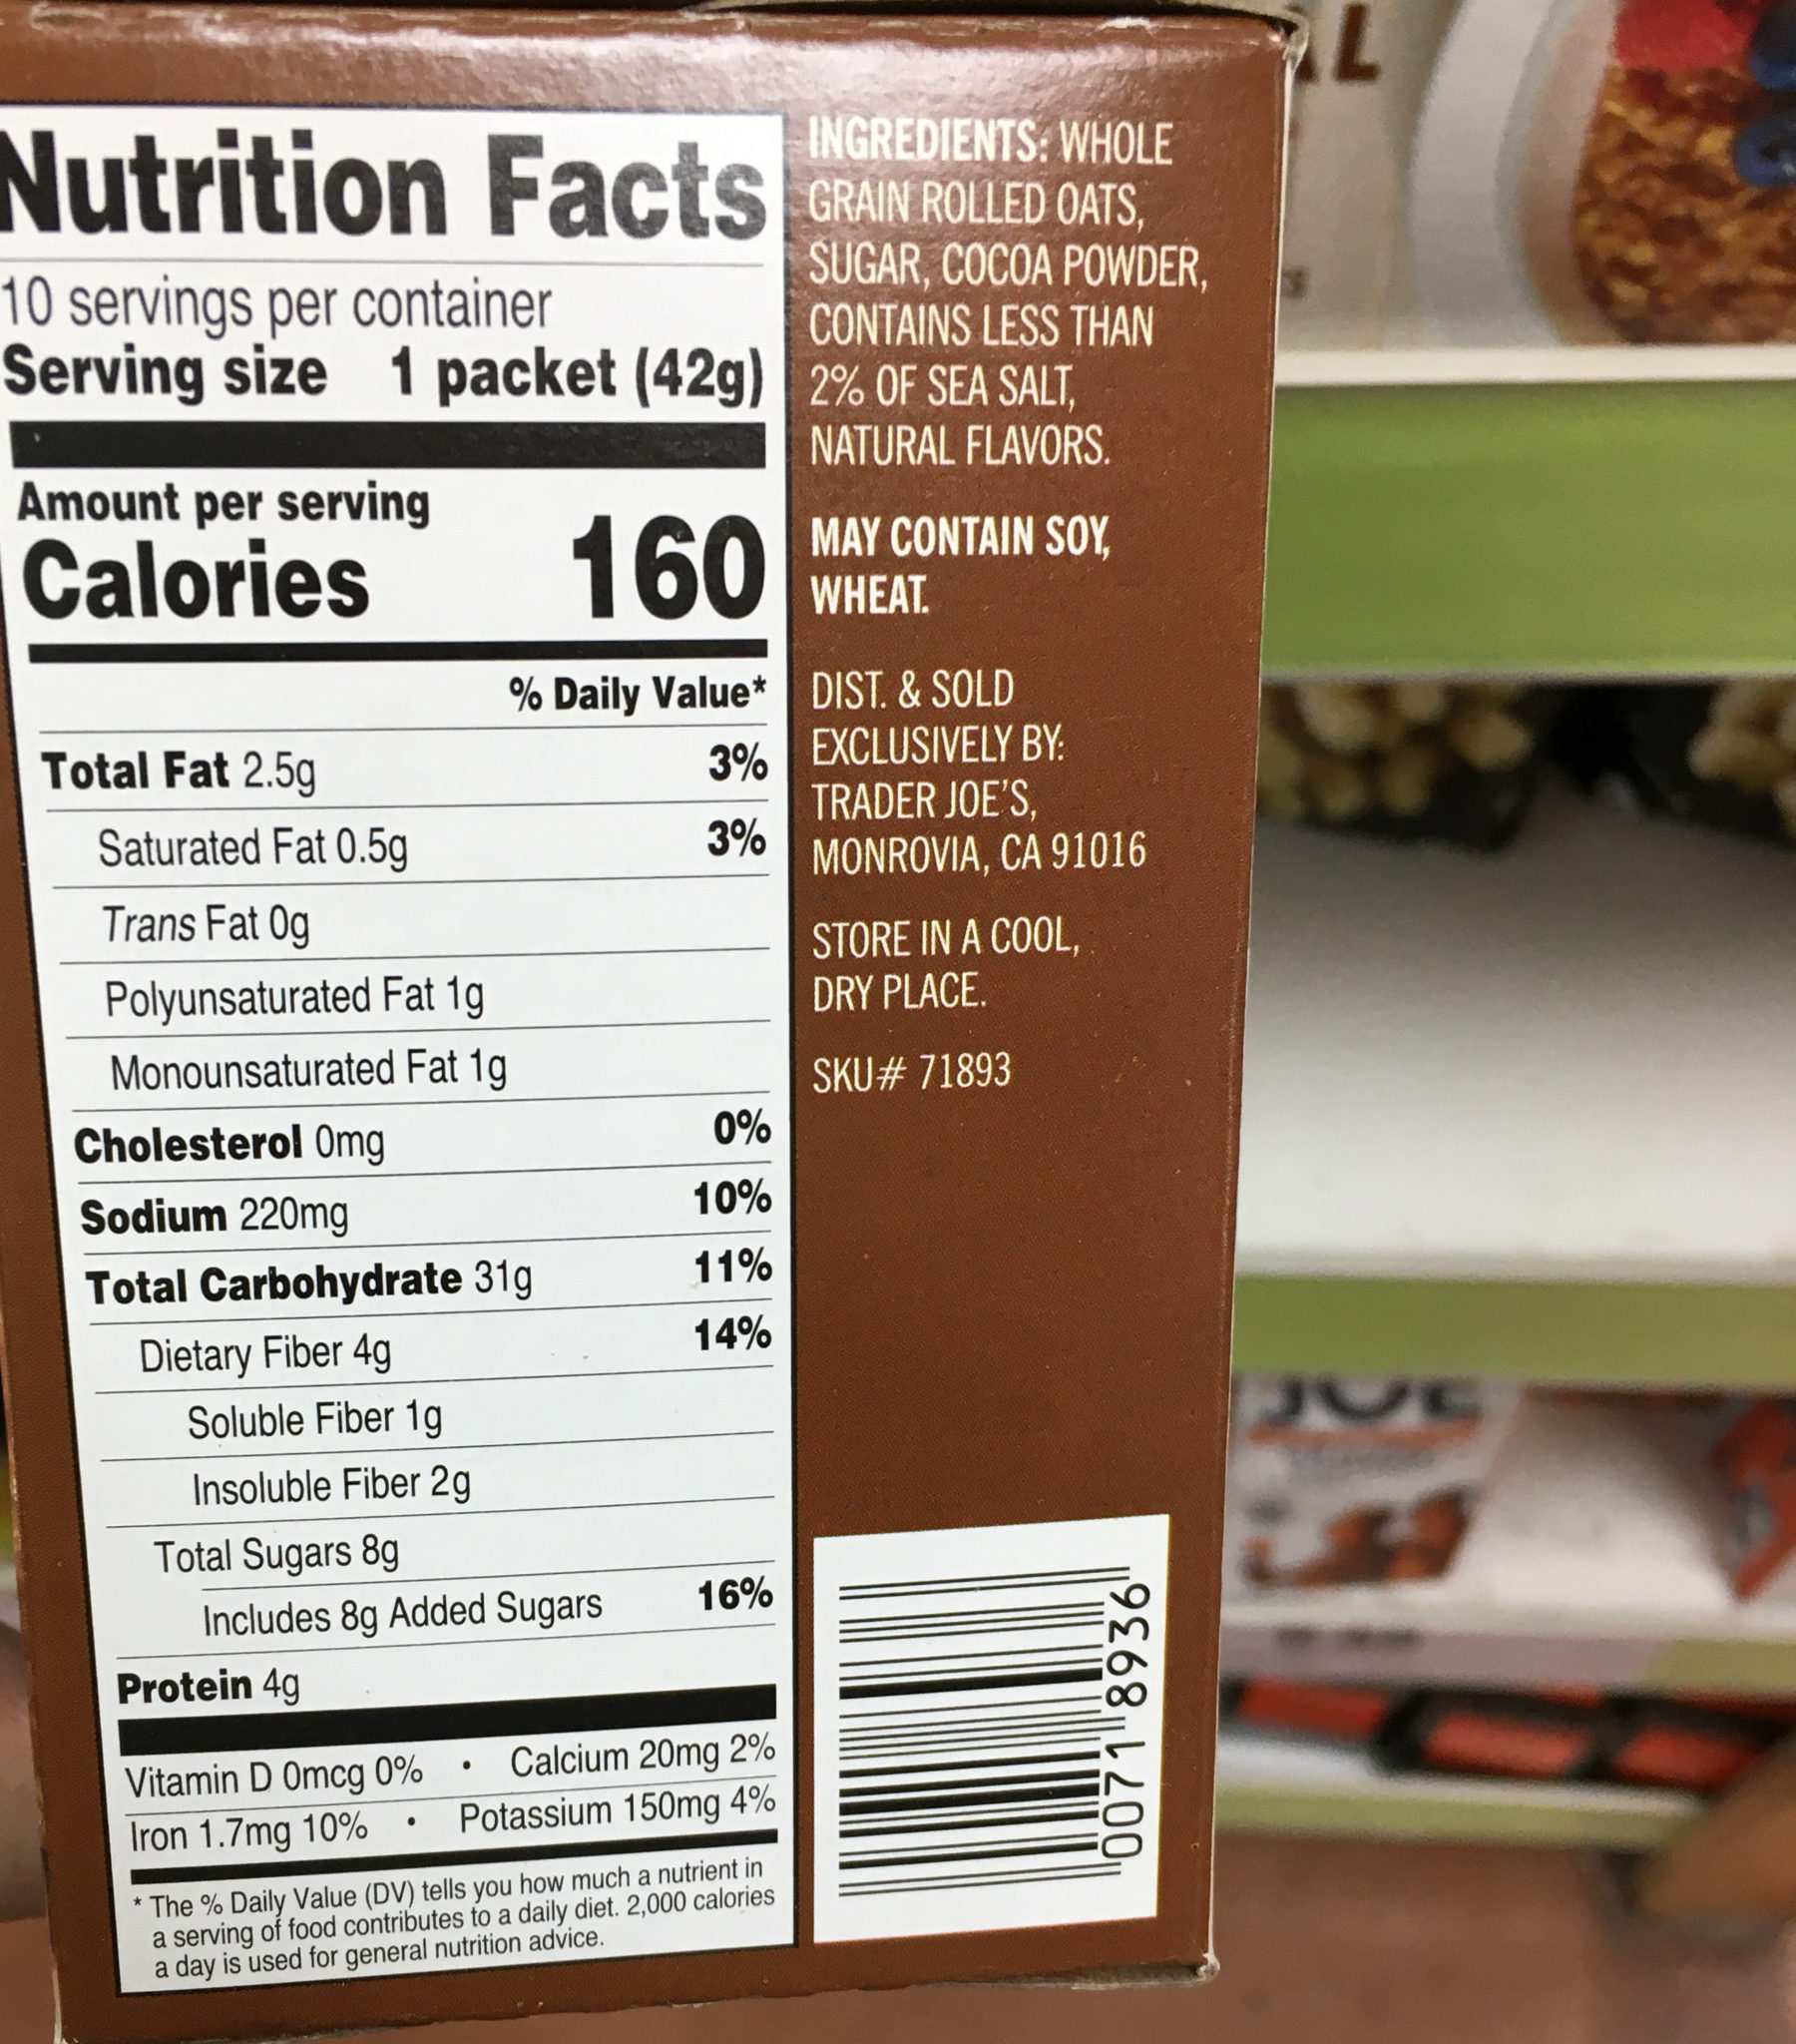 Nutrition Facts
10 servings per container
Serving size 1 packet (42g)
Amount per serving
Calories 160
% Daily Value*
Total Fat 2.5g 3%
Saturated Fat 0.5g 3%
Trans Fat 0g
Polyunsaturated Fat 1g
Monounsaturated Fat 1g
Cholesterol 0mg 0%
Sodium 220mg 10%
Total Carbohydrate 31g 11%
Dietary Fiber 4g 14%
Soluble Fiber 1g
Insoluble Fiber 2g
Total Sugars 8g
Includes 8g Added Sugars 16%
Protein 4g
Vitamin D 0mcg 0% • Calcium 20mg 2%
Iron 1.7mg 10% • Potassium 150mg 4%
* The % Daily Value (DV) tells you how much a nutrient in
a serving of food contributes to a daily diet. 2,000 calories
a day is used for general nutrition advice.
INGREDIENTS: WHOLE
GRAIN ROLLED OATS,
SUGAR, COCOA POWDER,
CONTAINS LESS THAN
2% OF SEA SALT,
NATURAL FLAVORS.
MAY CONTAIN SOY,
WHEAT.
DIST. & SOLD
EXCLUSIVELY BY:
TRADER JOE'S,
MONROVIA, CA 91016
STORE IN A COOL,
DRY PLACE.
SKU# 71893
0071 8936
JOE